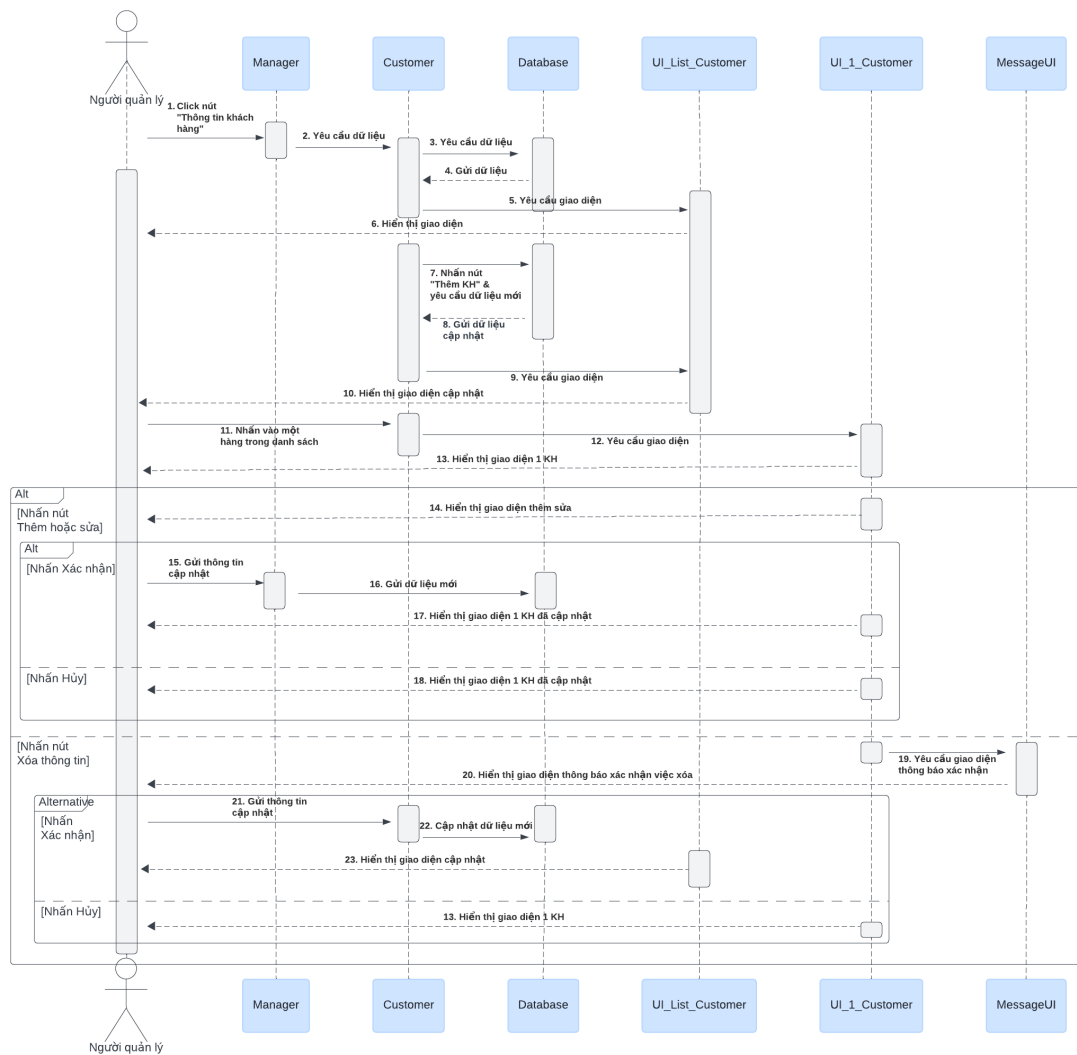 Manager
Customer
Database
UI_List_Customer
UI_1_Customer
MessageUI
Người quản lý
1. Click nút
"Thông tin khách
hàng"
2. Yêu cầu dữ liệu
3. Yêu cầu dữ liệu
4. Gửi dữ liệu
5. Yêu cầu giao diện
6. Hiển thị giao diện
7. Nhấn nút
"Thêm KH" &
yêu cầu dữ liệu mới
8. Gửi dữ liệu
cập nhật
9. Yêu cầu giao diện
10. Hiển thị giao diện cập nhật
11. Nhấn vào một
hàng trong danh sách
12. Yêu cầu giao diện
13. Hiển thị giao diện 1 KH
Alt
[Nhấn nút
Thêm hoặc sửa]
14. Hiển thị giao diện thêm sửa
Alt
[Nhấn Xác nhận]
15. Gửi thông tin
cập nhật
16. Gửi dữ liệu mới
17. Hiển thị giao diện 1 KH đã cập nhật
[Nhấn Hủy]
18. Hiển thị giao diện 1 KH đã cập nhật
[Nhấn nút
Xóa thông tin]
19. Yêu cầu giao diện
thông báo xác nhận
20. Hiển thị giao diện thông báo xác nhận việc xóa
Alternative
21. Gửi thông tin
cập nhật
[Nhấn
Xác nhận]
22. Cập nhật dữ liệu mới
23. Hiển thị giao diện cập nhật
[Nhấn Hủy]
13. Hiển thị giao diện 1 KH
Manager
Customer
Database
UI_List_Customer
UI_1_Customer
MessageUI
Người quản lý